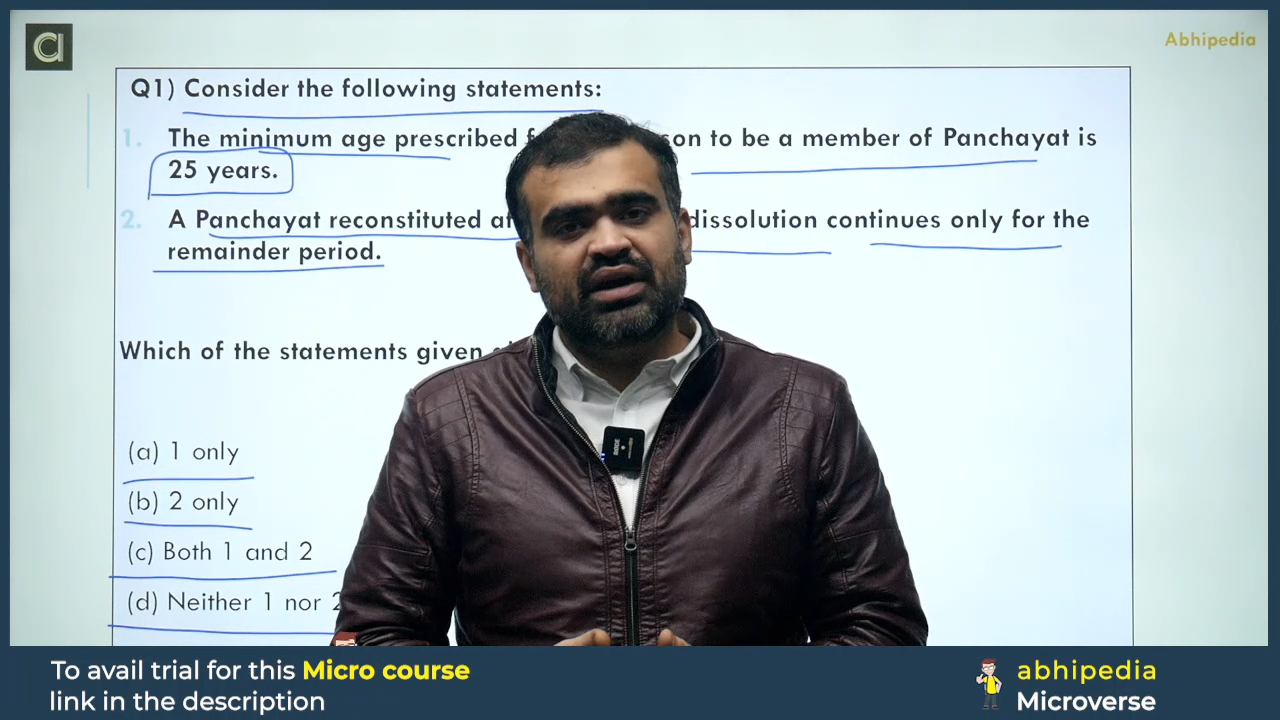 Abhipedia
Q1) Consider the following statements:
1. The minimum age prescribed on to be a member of Panchayat is
25 years.
2. A Panchayat reconstituted dissolution continues only for the
remainder period.
Which of the statements given
(a) 1 only
(b) 2 only
(c) Both 1 and 2
(d) Neither 1 nor 2
To avail trial for this Micro course
link in the description
abhipedia
Microverse